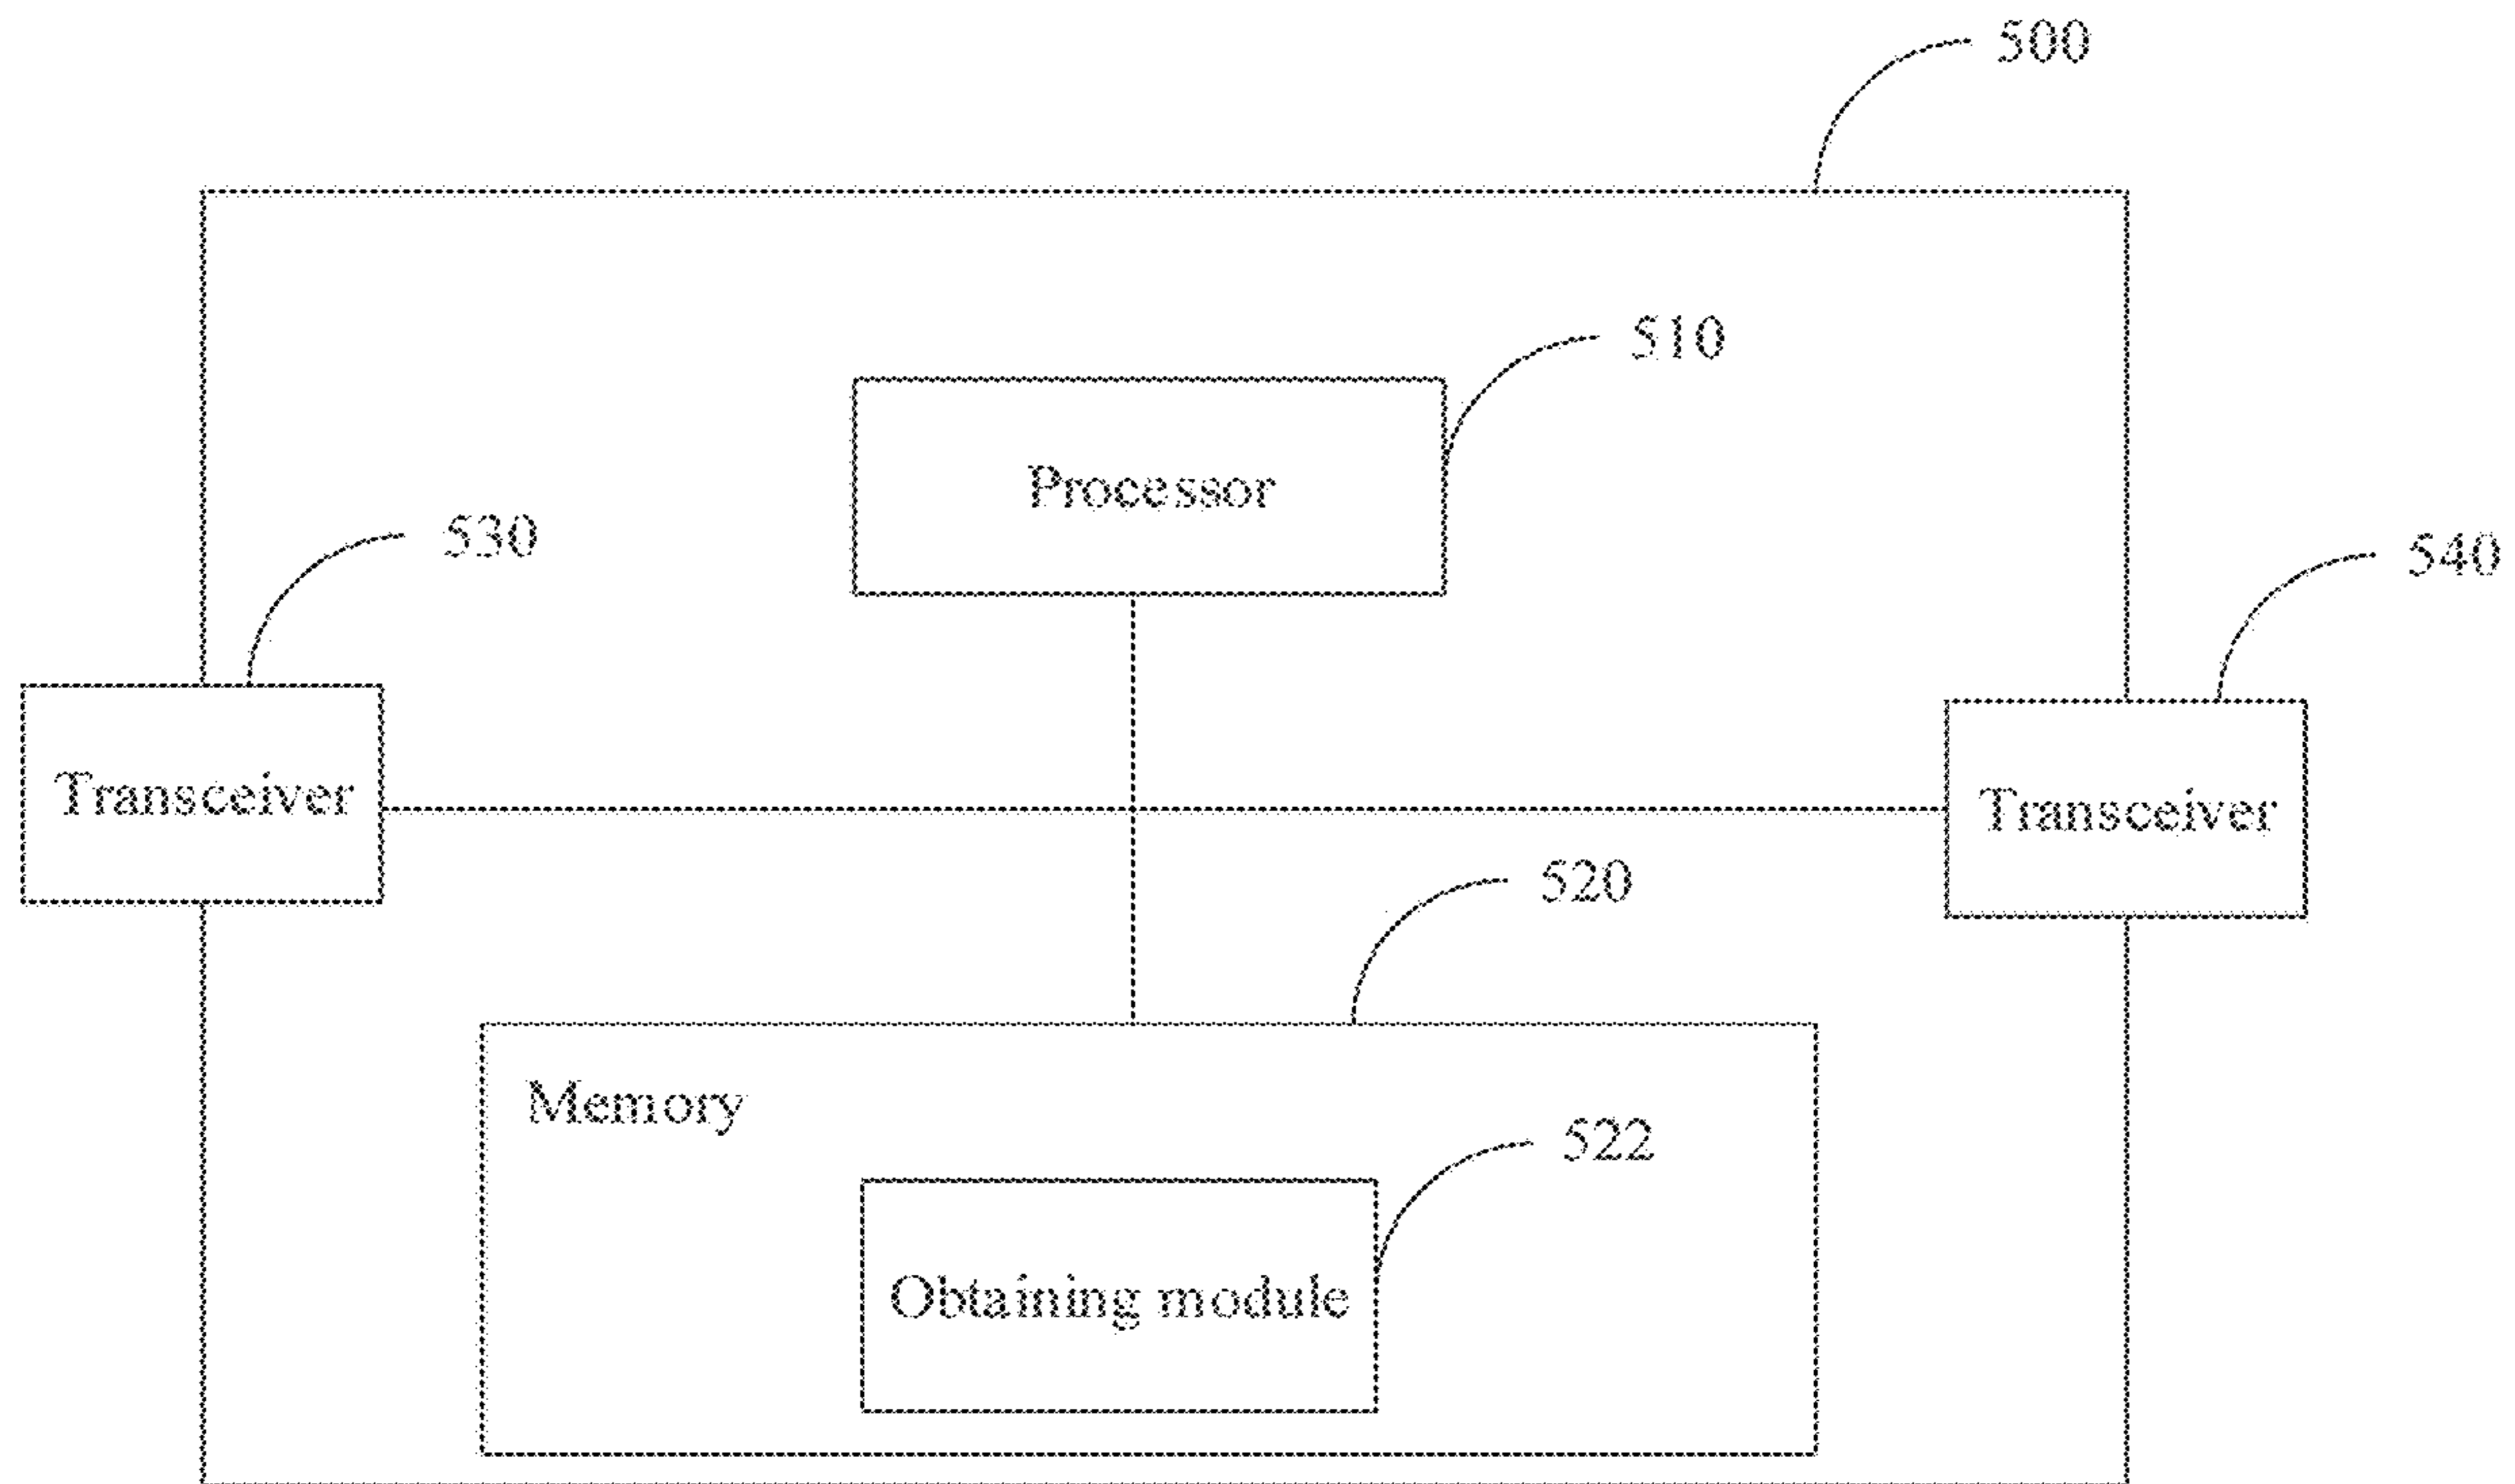 500
510
Processor
530
540
Transceiver
Transceiver
520
Memory
522
Obtaining module